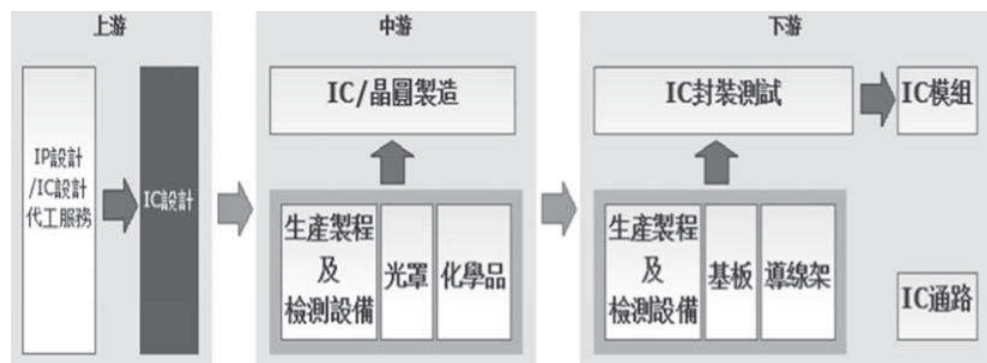 上游
IP設計
/IC設計
代工服務
IC設計
中游
IC/晶圓製造
生產製程
及
檢測設備
光罩
化學品
下游
IC封裝測試
IC模組
生產製程
及
檢測設備
基板
導線架
IC通路